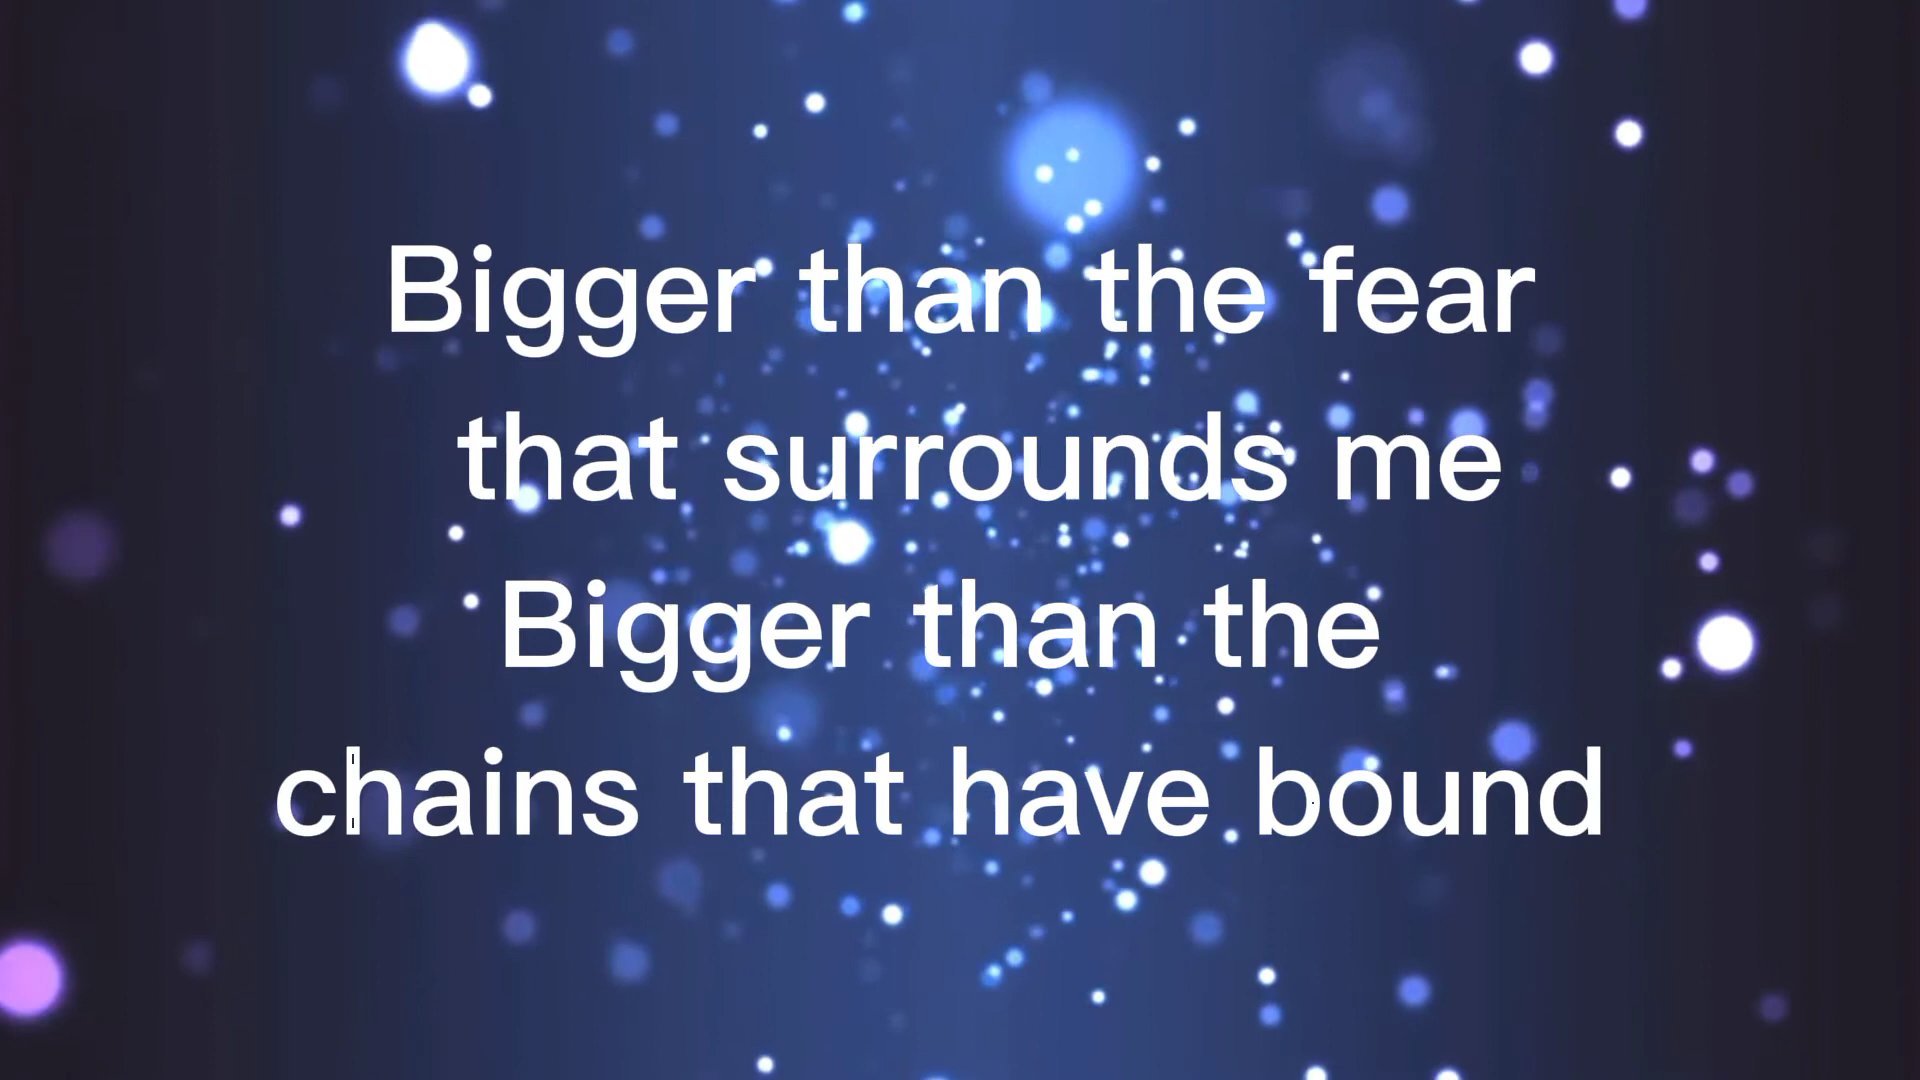 Bigger than the fear
that surrounds me
Bigger than the
chains that have bound